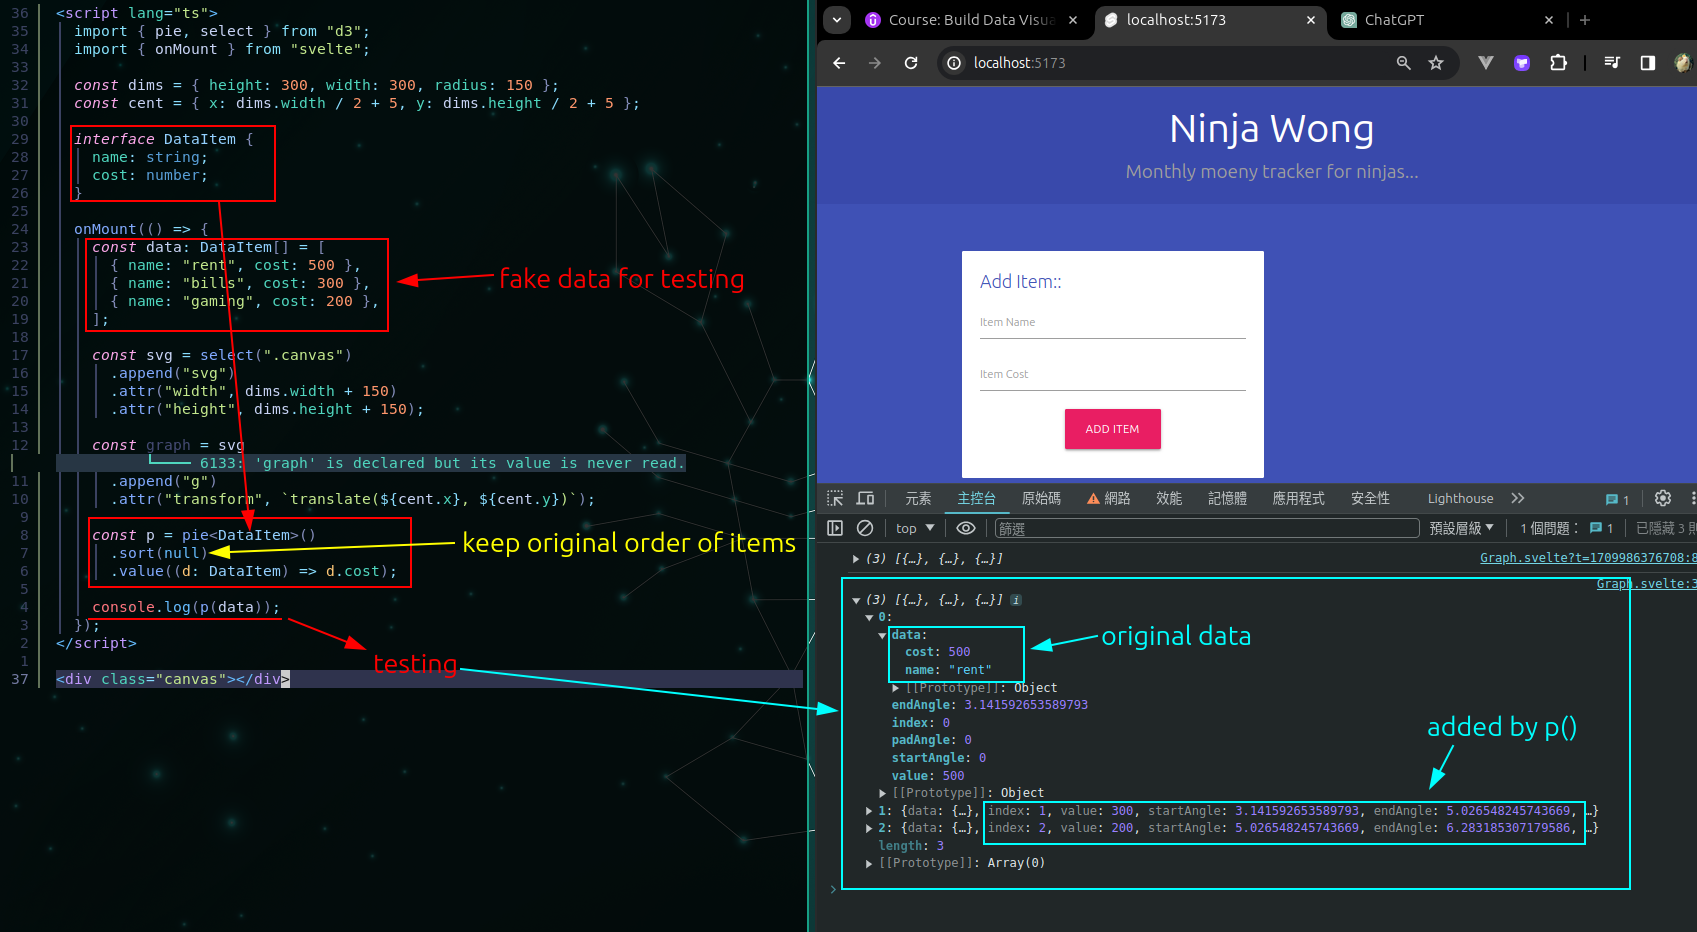 36 <script lang="ts">
35 import { pie, select } from "d3";
34 import { onMount } from "svelte";
33
32 const dims = { height: 300, width: 300, radius: 150 };
31 const cent = { x: dims.width / 2 + 5, y: dims.height / 2 + 5 };
30
29 interface DataItem {
28 name: string;
27 cost: number;
26 }
25
24 onMount(() => {
23 const data: DataItem[] = [
22 { name: "rent", cost: 500 },
21 { name: "bills", cost: 300 },
20 { name: "gaming", cost: 200 },
19 ];
fake data for testing
18
17 const svg = select(".canvas")
16 .append("svg")
15 .attr("width", dims.width + 150)
14 .attr("height", dims.height + 150);
13
12 const graph = svg
6133: 'graph' is declared but its value is never read.
11 .append("g")
10 .attr("transform", `translate(${cent.x}, ${cent.y})`);
9
8 const p = pie<DataItem>()
7 .sort(null)
keep original order of items
6 .value((d: DataItem) => d.cost);
5
4 console.log(p(data));
3 });
2 </script>
1
testing
37 <div class="canvas"></div>
Course: Build Data Visua
localhost:5173
ChatGPT
localhost:5173
Ninja Wong
Monthly moeny tracker for ninjas...
Add Item::
Item Name
Item Cost
ADD ITEM
元素 主控台 原始碼 網路 效能 記憶體 應用程式 安全性 Lighthouse 1
top 篩選 預設層級 1 個問題： 1 已隱藏 3 則
(3) [{…}, {…}, {…}] Graph.svelte?t=1709986376708:8
Graph.svelte:3
(3) [{…}, {…}, {…}] i
0:
data:
original data
cost: 500
name: "rent"
[[Prototype]]: Object
endAngle: 3.141592653589793
index: 0
added by p()
padAngle: 0
startAngle: 0
value: 500
[[Prototype]]: Object
1: {data: {…}, index: 1, value: 300, startAngle: 3.141592653589793, endAngle: 5.026548245743669, …}
2: {data: {…}, index: 2, value: 200, startAngle: 5.026548245743669, endAngle: 6.283185307179586, …}
length: 3
[[Prototype]]: Array(0)